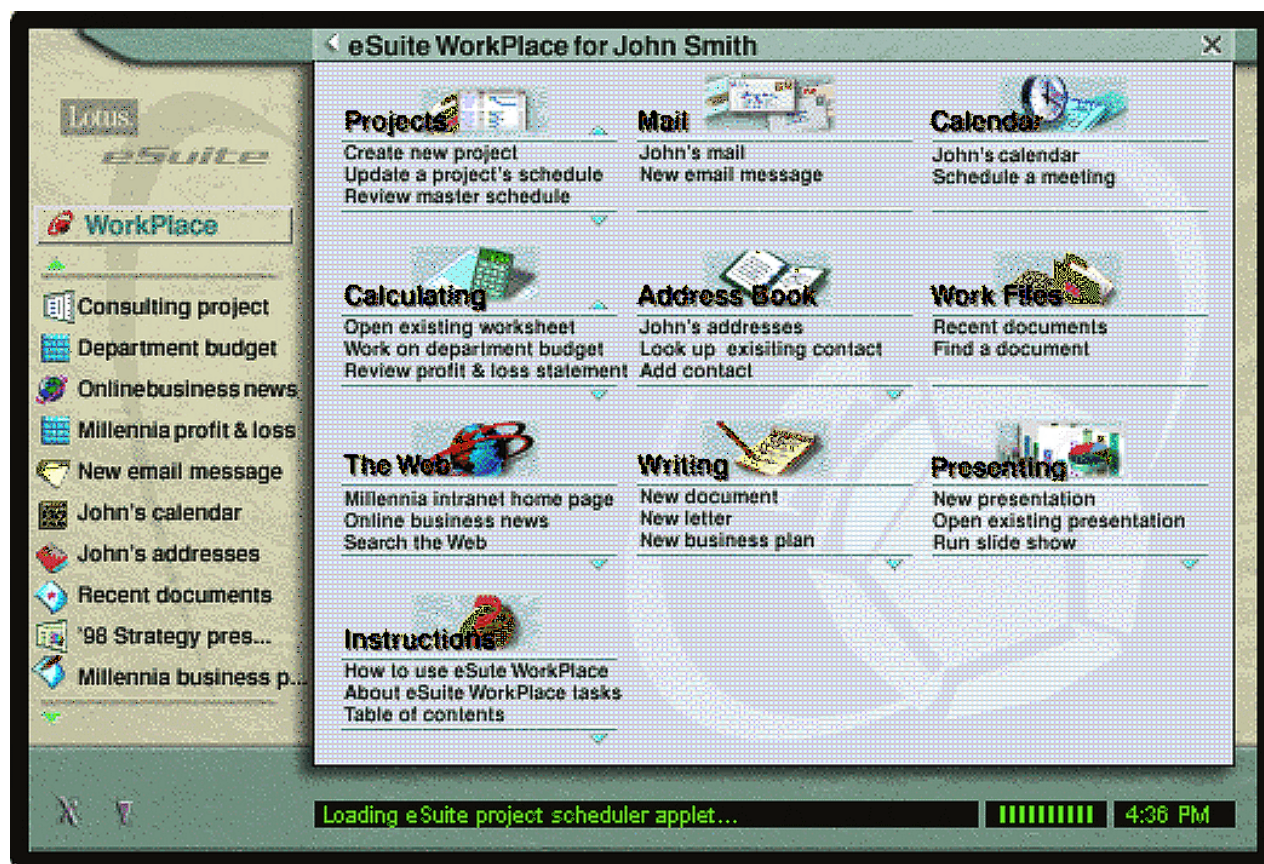 eSuite WorkPlace for John Smith
Lotus.
eSuite
WorkPlace
Consulting project
Department budget
Online business news
Millennia profit & loss
New email message
John's calendar
John's addresses
Recent documents
'98 Strategy pres...
Millennia business p...
Projects
Create new project
Update a project's schedule
Review master schedule
Mail
John's mail
New email message
Calendar
John's calendar
Schedule a meeting
Calculating
Open existing worksheet
Work on department budget
Review profit & loss statement
Address Book
John's addresses
Look up exisiting contact
Add contact
Work Files
Recent documents
Find a document
The Web
Millennia intranet home page
Online business news
Search the Web
Writing
New document
New letter
New business plan
Presenting
New presentation
Open existing presentation
Run slide show
Instructions
How to use eSute WorkPlace
About eSuite WorkPlace tasks
Table of contents
Loading eSuite project scheduler applet...
4:36 PM